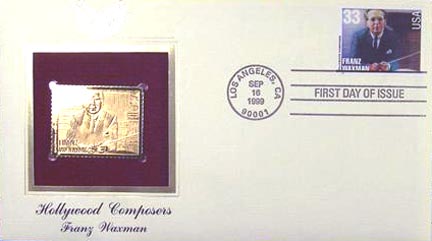 33
USA
FRANZ
WAXMAN
LOS ANGELES, CA
SEP
16
1999
90001
FIRST DAY OF ISSUE
Hollywood Composers
Franz Waxman